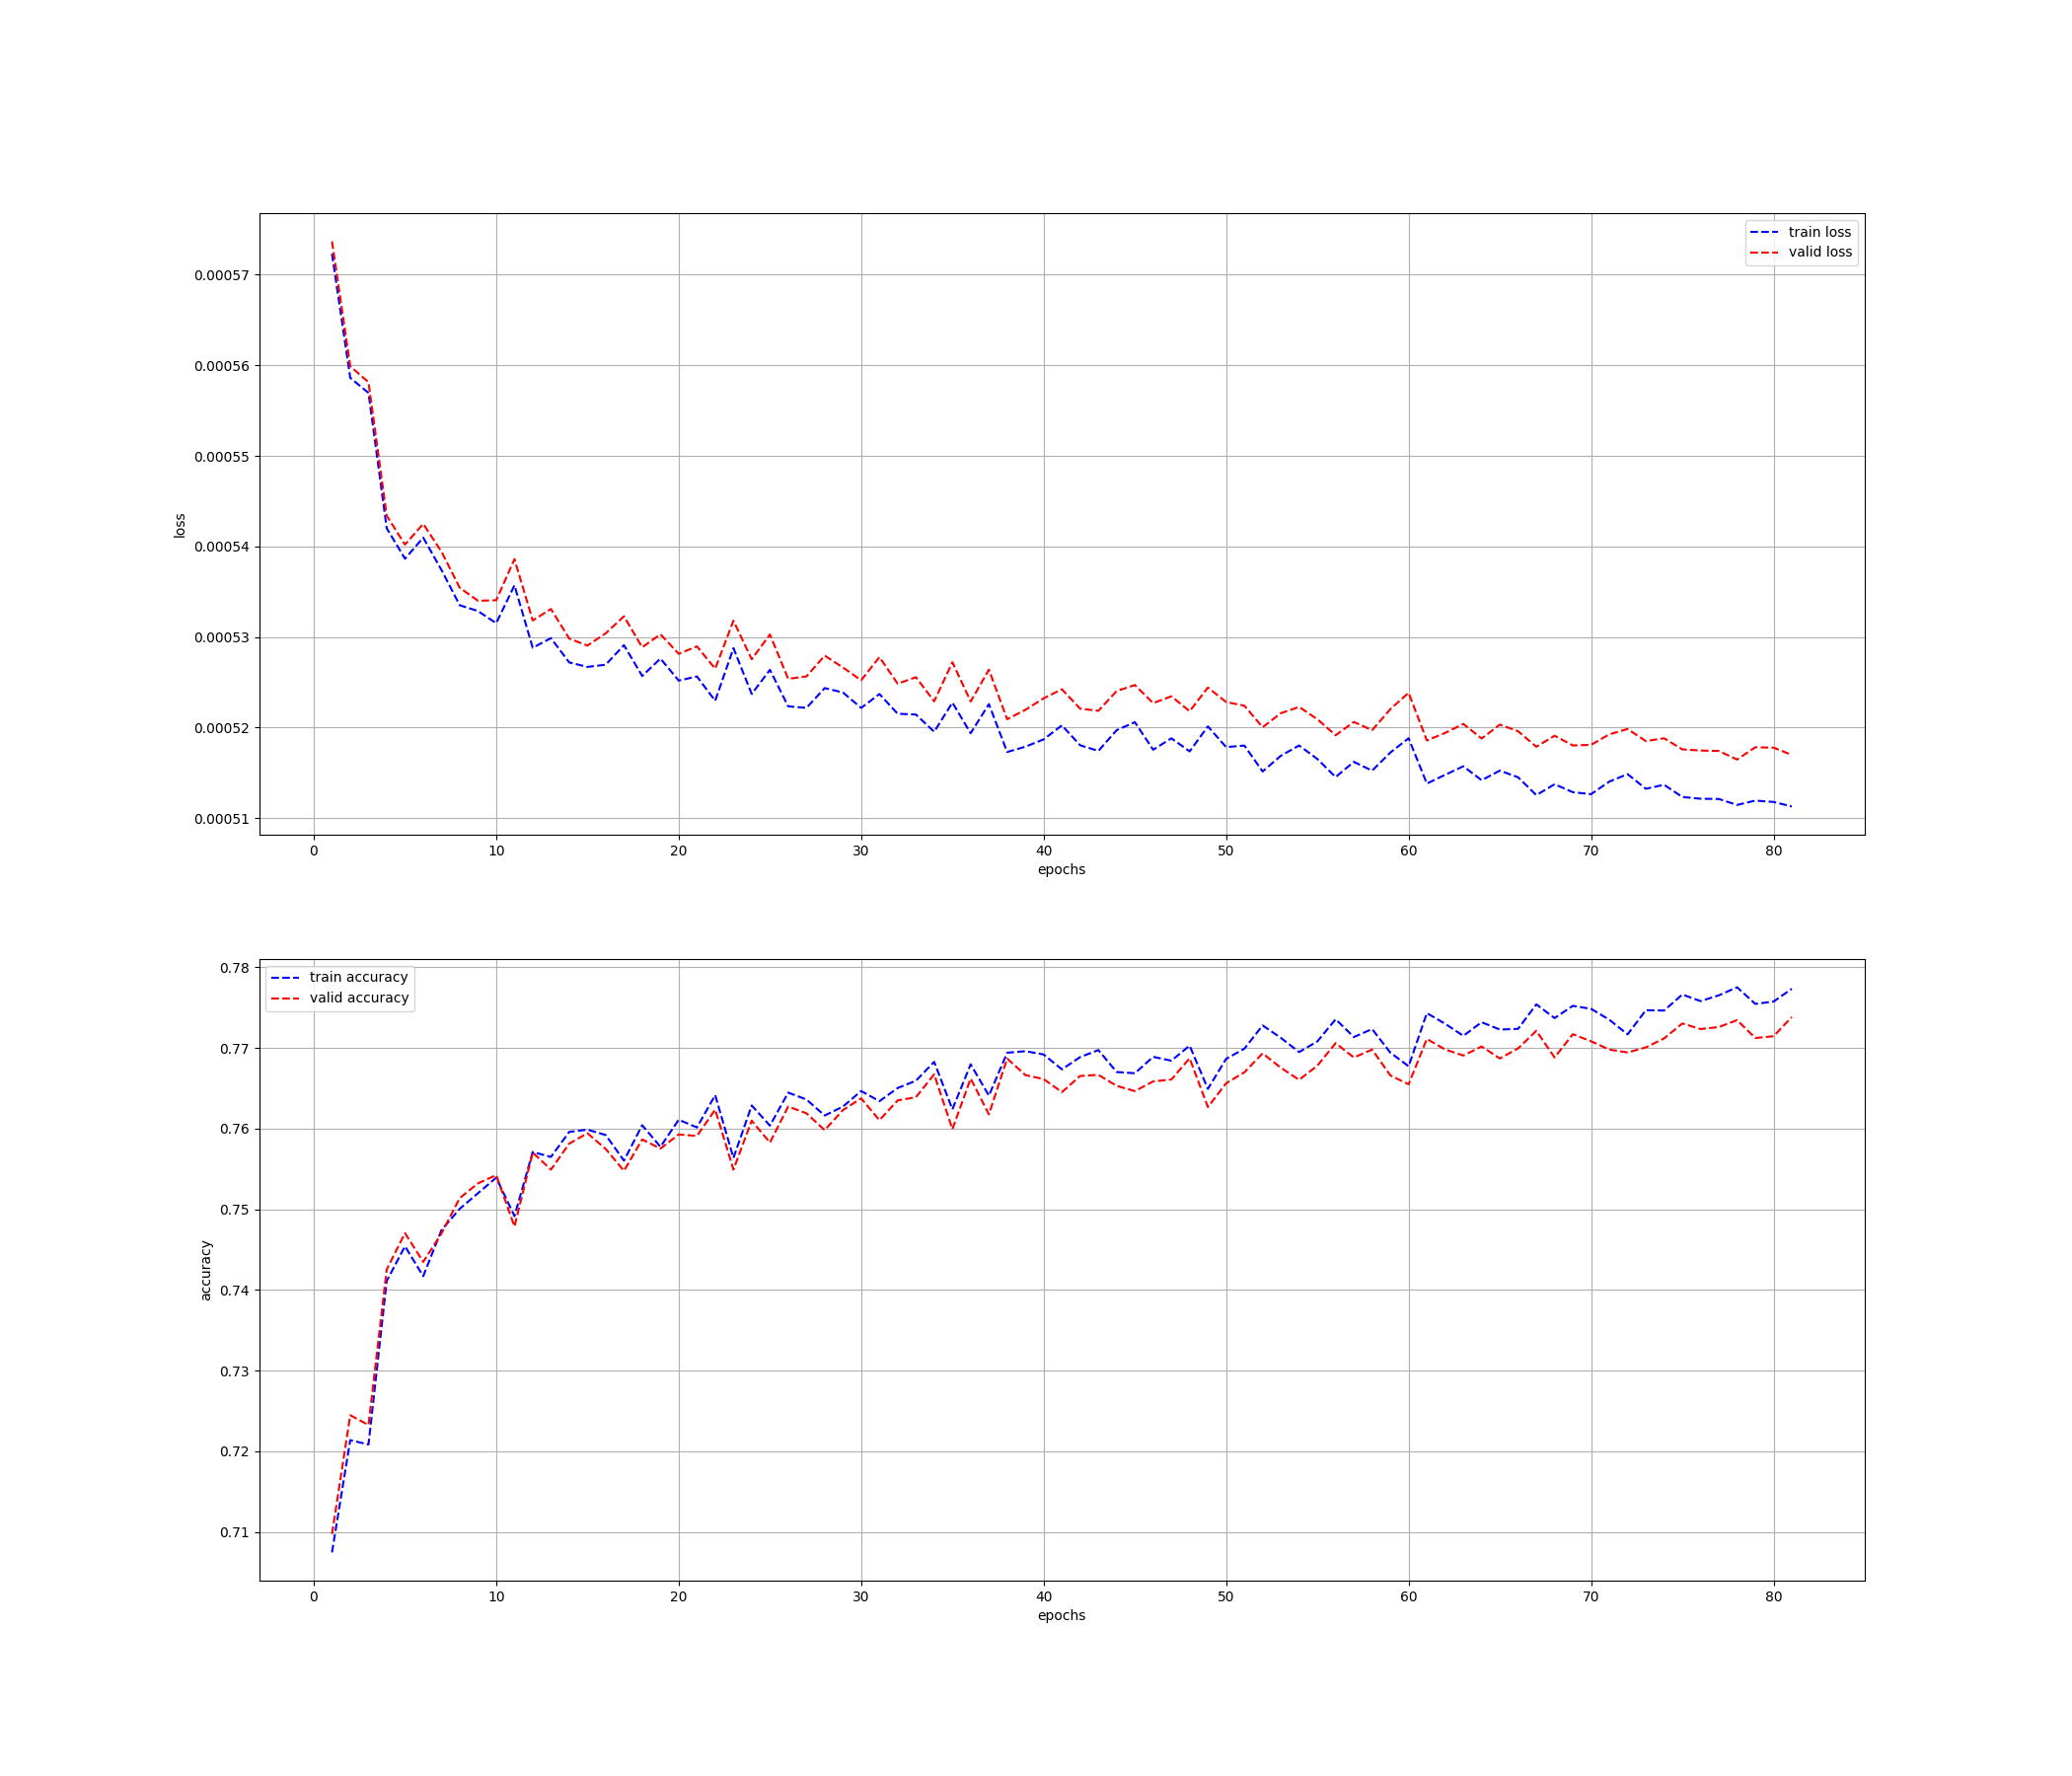 train loss
valid loss
0.00057
0.00056
0.00055
0.00054
0.00053
0.00052
0.00051
loss
0 10 20 30 40 50 60 70 80
epochs
train accuracy
valid accuracy
0.78
0.77
0.76
0.75
0.74
0.73
0.72
0.71
accuracy
0 10 20 30 40 50 60 70 80
epochs